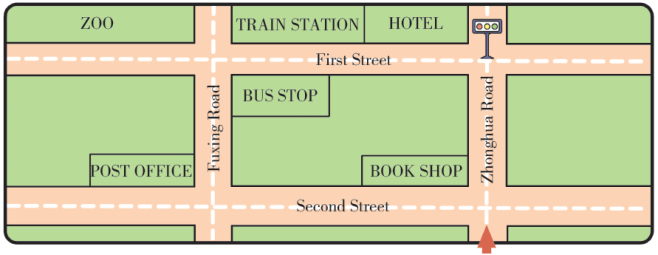 ZOO
TRAIN STATION
HOTEL
First Street
BUS STOP
Fuxing Road
Zhonghua Road
POST OFFICE
BOOK SHOP
Second Street